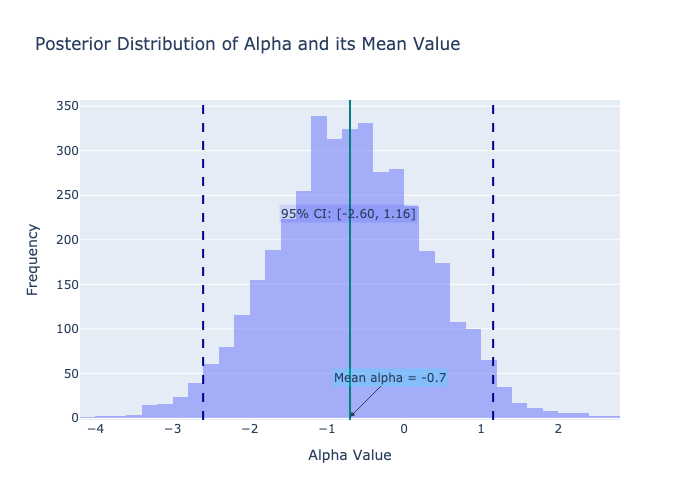 Posterior Distribution of Alpha and its Mean Value
350
300
250
200
150
100
50
0
Frequency
95% CI: [-2.60, 1.16]
Mean alpha = -0.7
−4 −3 −2 −1 0 1 2
Alpha Value